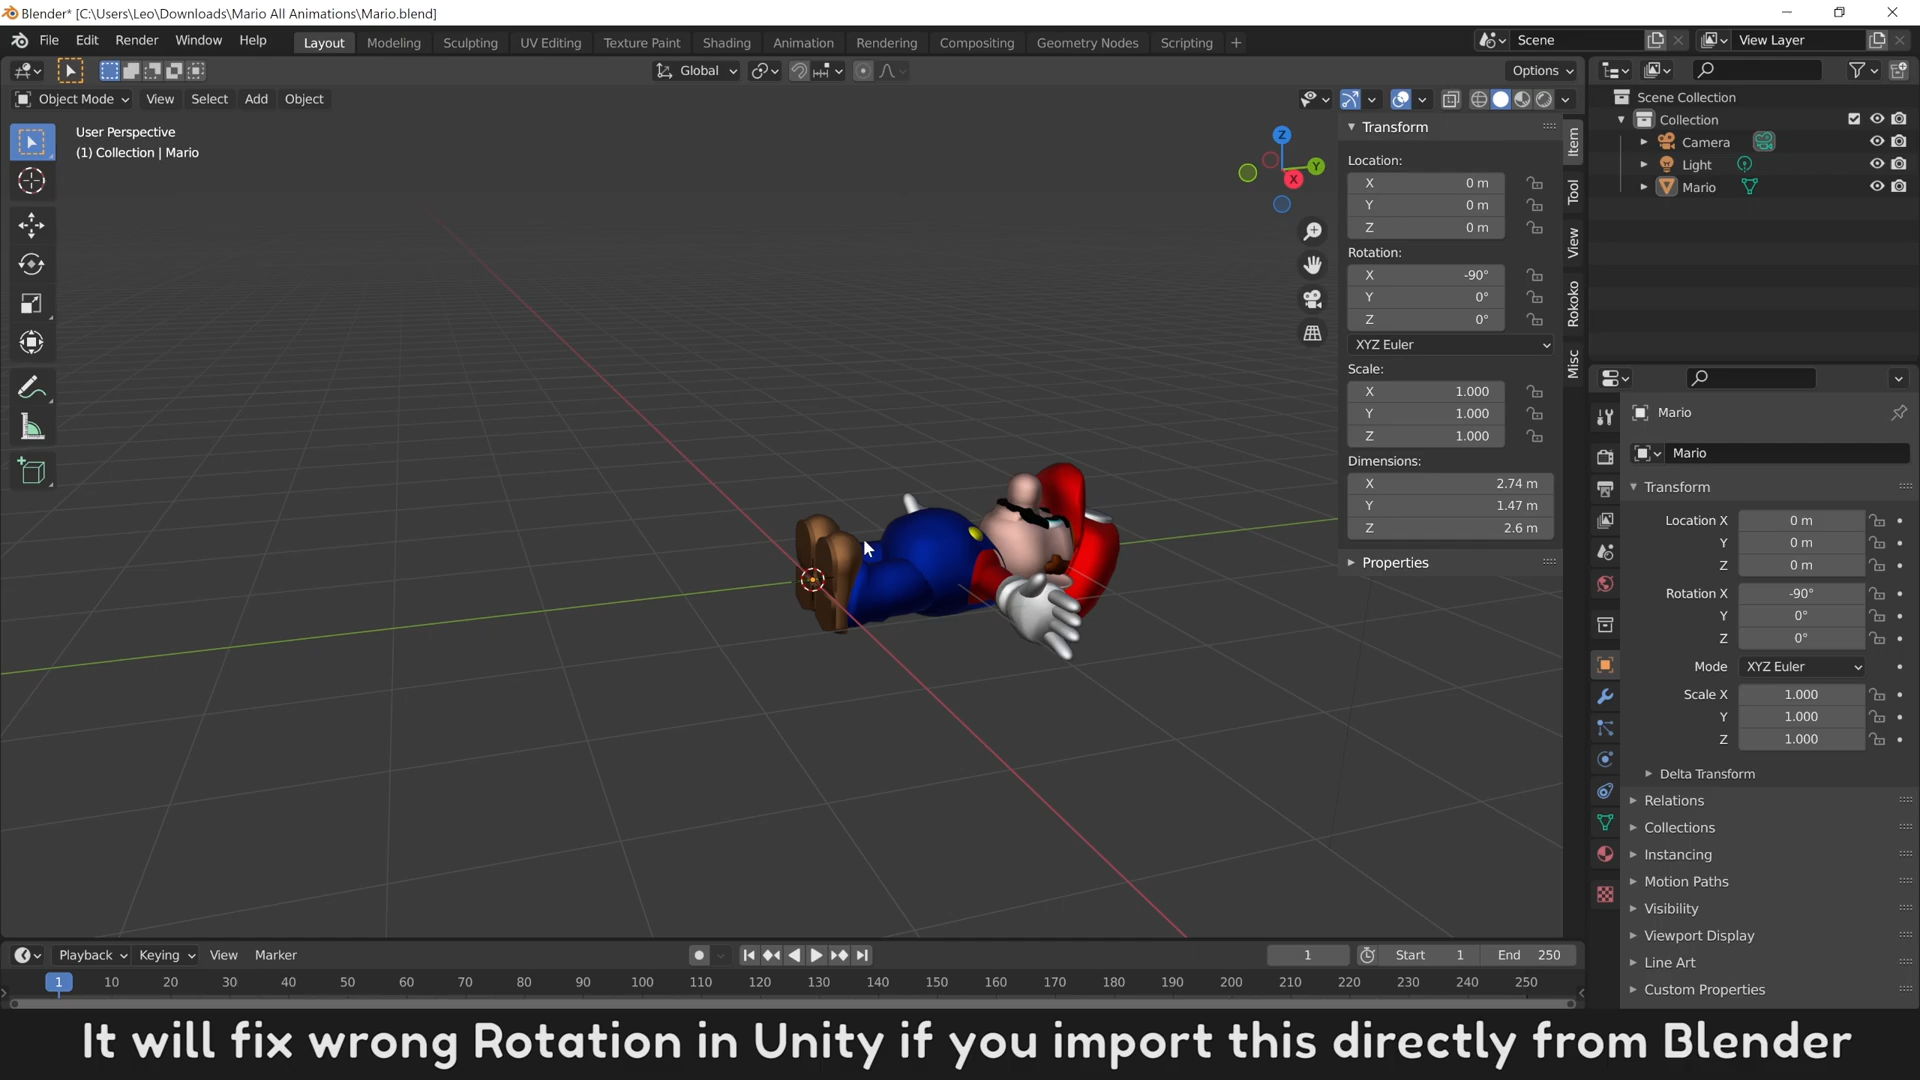 Blender* [C:\Users\Leo\Downloads\Mario All Animations\Mario.blend]
File Edit Render Window Help Layout Modeling Sculpting UV Editing Texture Paint Shading Animation Rendering Compositing Geometry Nodes Scripting + Scene View Layer
Global Options
Object Mode View Select Add Object
User Perspective
(1) Collection | Mario
Z
Y
X
Transform
Location:
X 0 m
Y 0 m
Z 0 m
Rotation:
X -90°
Y 0°
Z 0°
XYZ Euler
Scale:
X 1.000
Y 1.000
Z 1.000
Dimensions:
X 2.74 m
Y 1.47 m
Z 2.6 m
Properties
Item
Tool
View
Rokoko
Misc
Scene Collection
Collection
Camera
Light
Mario
Mario
Mario
Transform
Location X 0 m
Y 0 m
Z 0 m
Rotation X -90°
Y 0°
Z 0°
Mode XYZ Euler
Scale X 1.000
Y 1.000
Z 1.000
Delta Transform
Relations
Collections
Instancing
Motion Paths
Visibility
Viewport Display
Line Art
Custom Properties
Playback Keying View Marker 1 Start 1 End 250
1 10 20 30 40 50 60 70 80 90 100 110 120 130 140 150 160 170 180 190 200 210 220 230 240 250
It will fix wrong Rotation in Unity if you import this directly from Blender